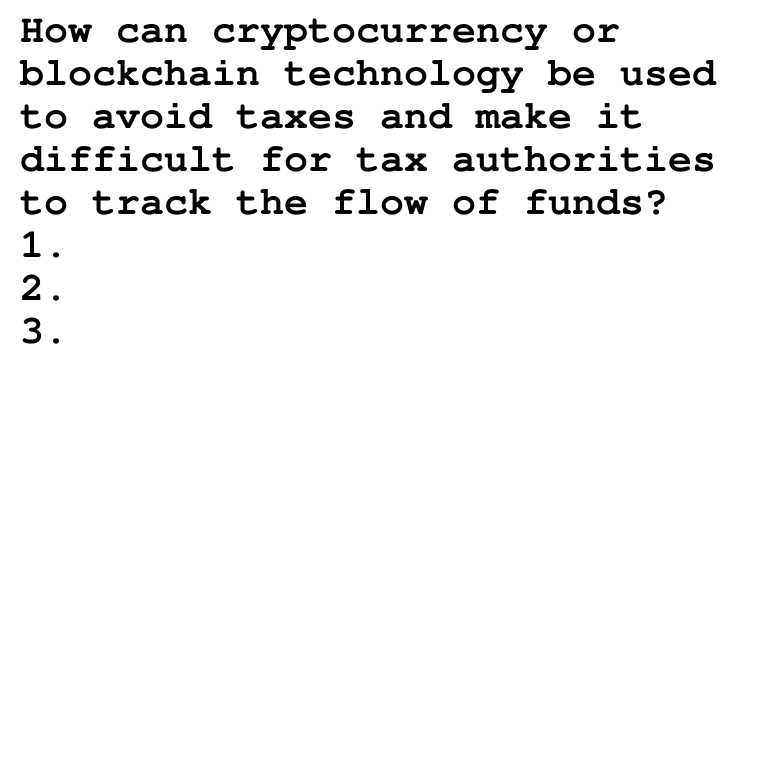 How can cryptocurrency or
blockchain technology be used
to avoid taxes and make it
difficult for tax authorities
to track the flow of funds?
1.
2.
3.